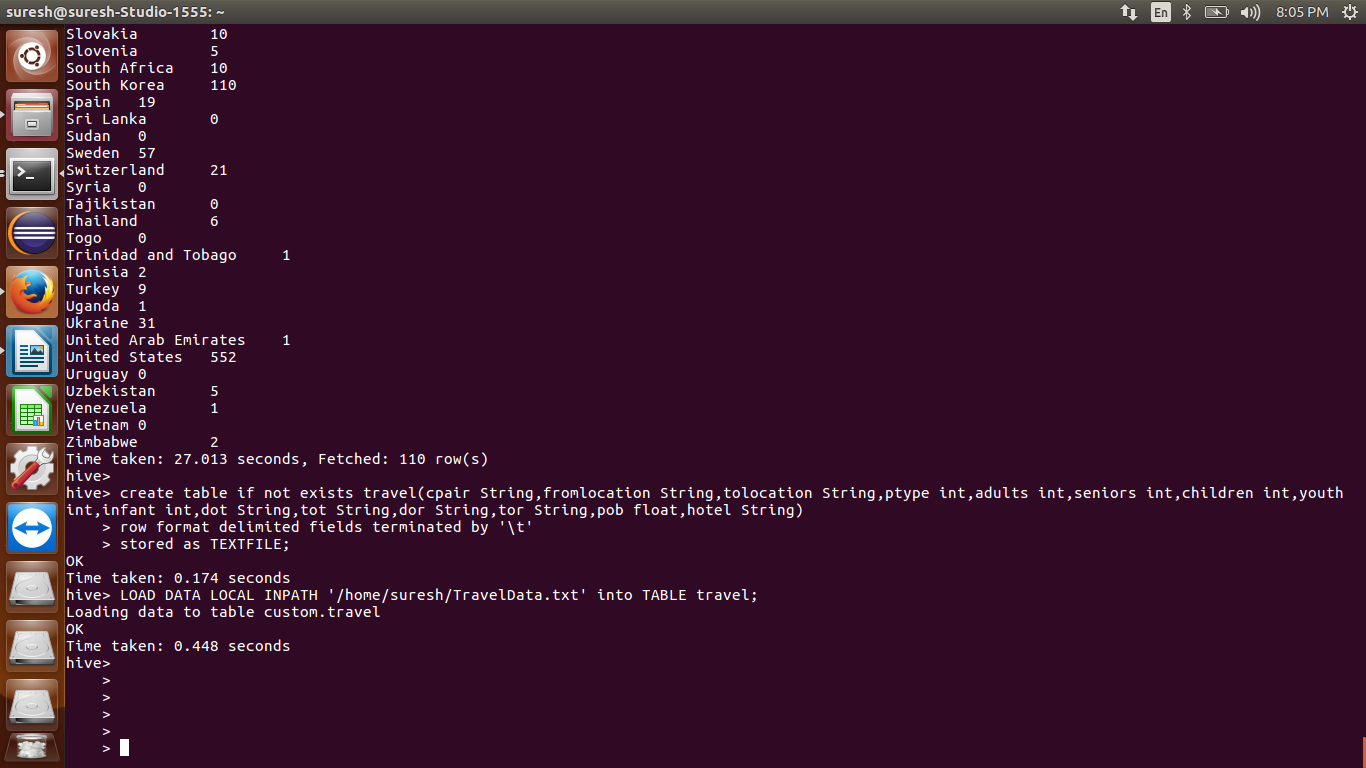 suresh@suresh-Studio-1555: ~
En
8:05 PM
Slovakia 10
Slovenia 5
South Africa 10
South Korea 110
Spain 19
Sri Lanka 0
Sudan 0
Sweden 57
Switzerland 21
Syria 0
Tajikistan 0
Thailand 6
Togo 0
Trinidad and Tobago 1
Tunisia 2
Turkey 9
Uganda 1
Ukraine 31
United Arab Emirates 1
United States 552
Uruguay 0
Uzbekistan 5
Venezuela 1
Vietnam 0
Zimbabwe 2
Time taken: 27.013 seconds, Fetched: 110 row(s)
hive>
hive> create table if not exists travel(cpair String,fromlocation String,tolocation String,ptype int,adults int,seniors int,children int,youth
int,infant int,dot String,tot String,dor String,tor String,pob float,hotel String)
> row format delimited fields terminated by '\t'
> stored as TEXTFILE;
OK
Time taken: 0.174 seconds
hive> LOAD DATA LOCAL INPATH '/home/suresh/TravelData.txt' into TABLE travel;
Loading data to table custom.travel
OK
Time taken: 0.448 seconds
hive>
>
>
>
>
>